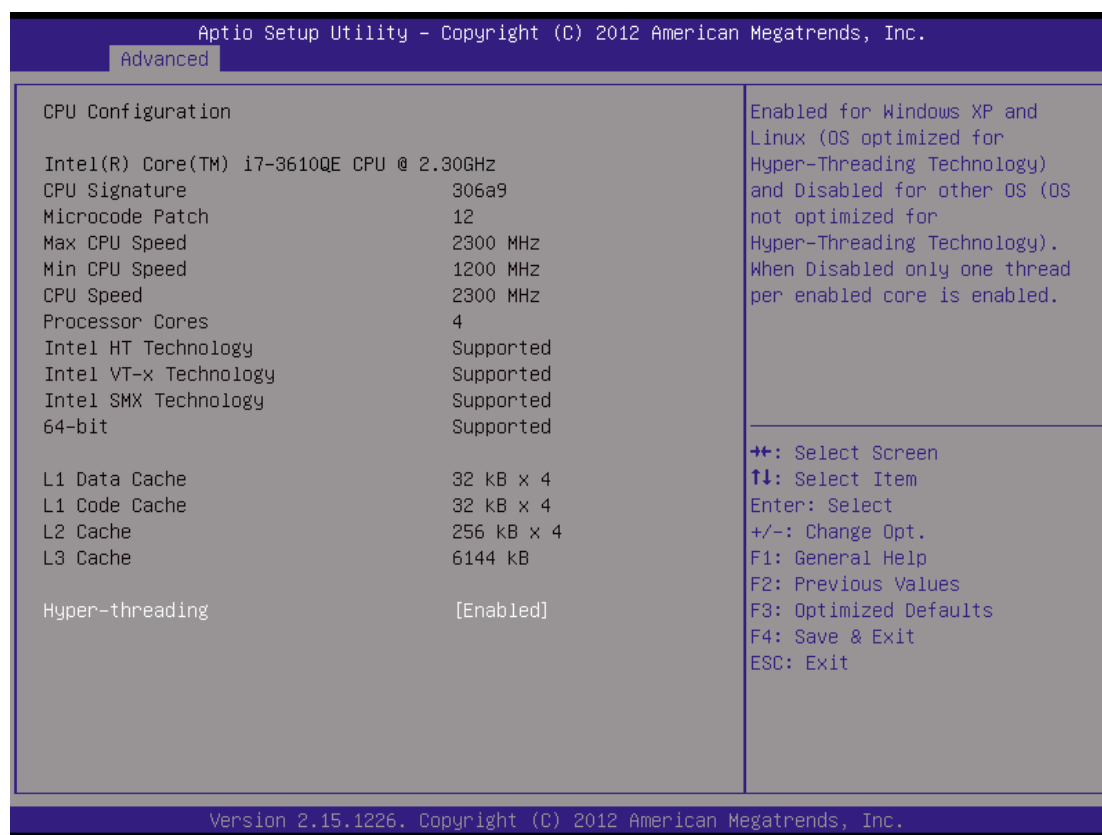 Aptio Setup Utility – Copyright (C) 2012 American Megatrends, Inc.
Advanced
CPU Configuration
Intel(R) Core(TM) i7-3610QE CPU @ 2.30GHz
CPU Signature 306a9
Microcode Patch 12
Max CPU Speed 2300 MHz
Min CPU Speed 1200 MHz
CPU Speed 2300 MHz
Processor Cores 4
Intel HT Technology Supported
Intel VT-x Technology Supported
Intel SMX Technology Supported
64-bit Supported
L1 Data Cache 32 kB x 4
L1 Code Cache 32 kB x 4
L2 Cache 256 kB x 4
L3 Cache 6144 kB
Hyper-threading [Enabled]
Enabled for Windows XP and
Linux (OS optimized for
Hyper-Threading Technology)
and Disabled for other OS (OS
not optimized for
Hyper-Threading Technology).
When Disabled only one thread
per enabled core is enabled.
→←: Select Screen
↑↓: Select Item
Enter: Select
+/-: Change Opt.
F1: General Help
F2: Previous Values
F3: Optimized Defaults
F4: Save & Exit
ESC: Exit
Version 2.15.1226. Copyright (C) 2012 American Megatrends, Inc.